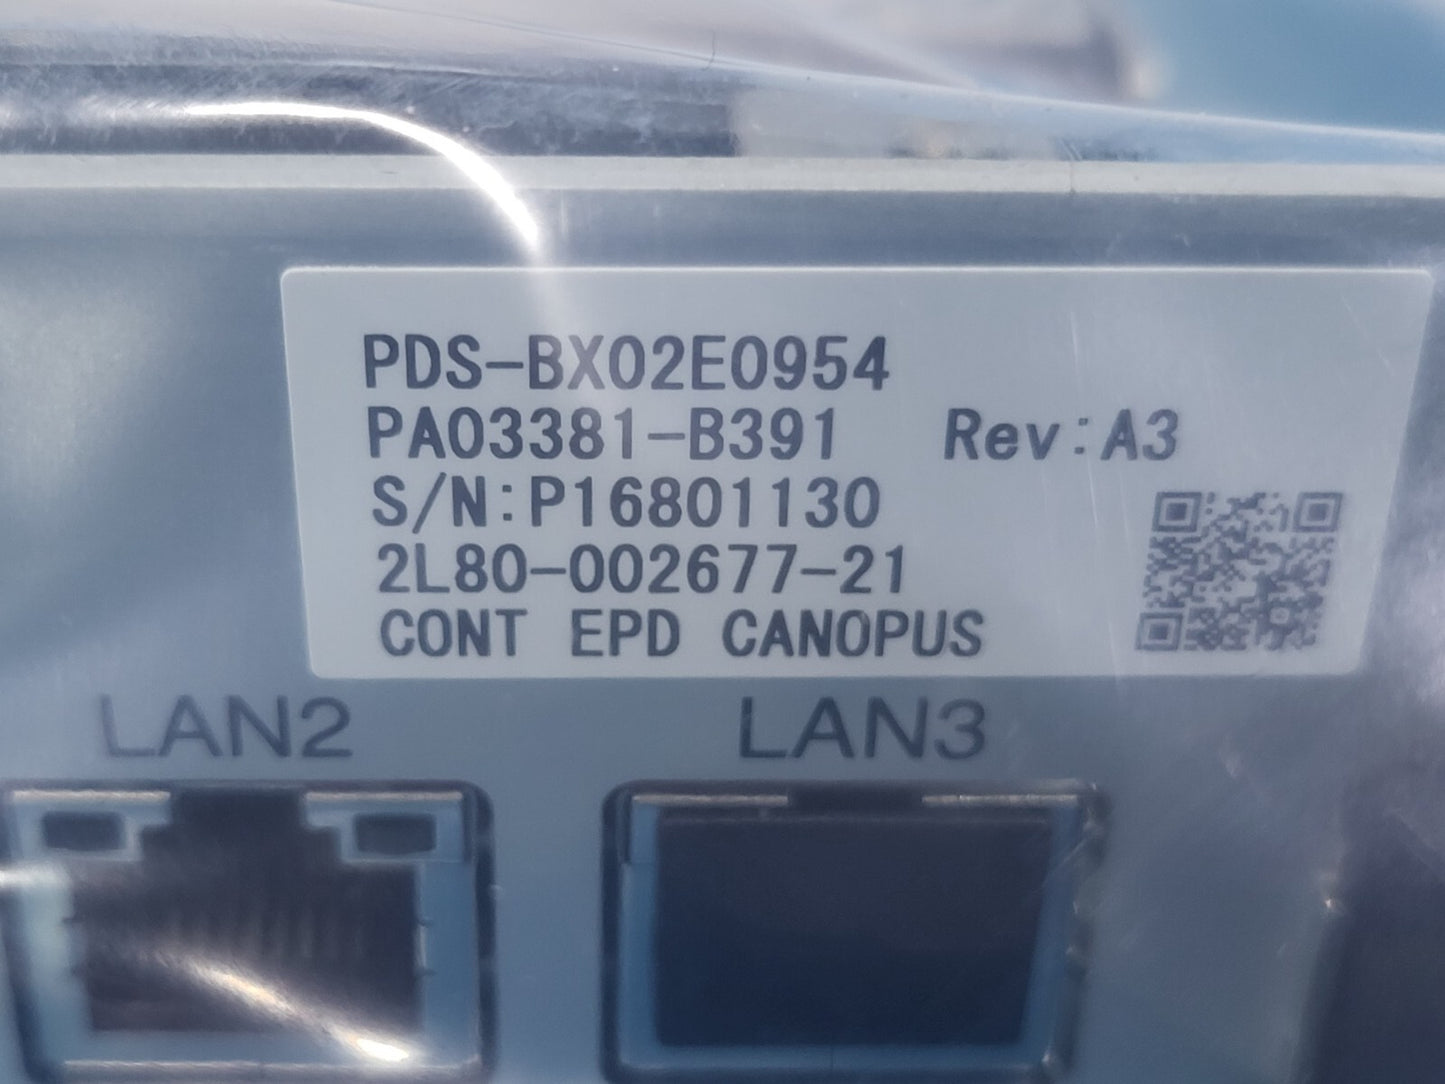 PDS-BX02E0954
PA03381-B391 Rev:A3
S/N:P16801130
2L80-002677-21
CONT EPD CANOPUS
LAN2 LAN3